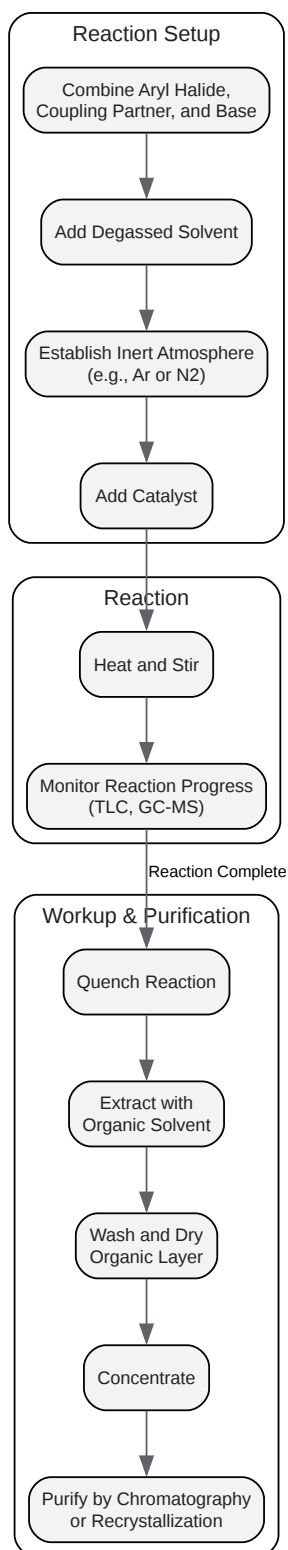 Reaction Setup
Combine Aryl Halide,
Coupling Partner, and Base
Add Degassed Solvent
Establish Inert Atmosphere
(e.g., Ar or N2)
Add Catalyst
Reaction
Heat and Stir
Monitor Reaction Progress
(TLC, GC-MS)
Reaction Complete
Workup & Purification
Quench Reaction
Extract with
Organic Solvent
Wash and Dry
Organic Layer
Concentrate
Purify by Chromatography
or Recrystallization